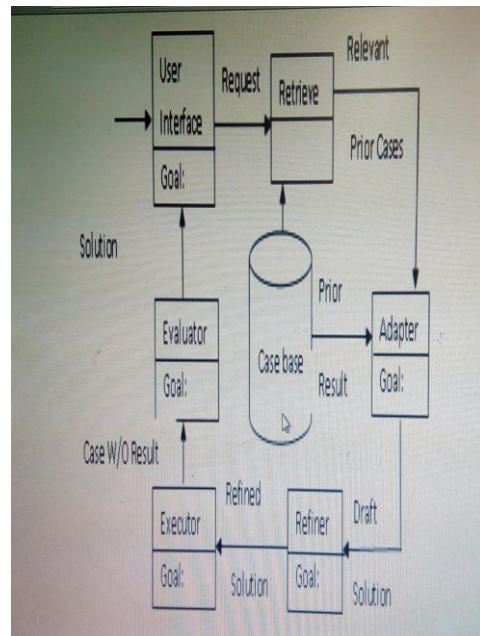 User
Interface
Goal:
Request
Retrieve
Relevant
Prior Cases
Solution
Evaluator
Goal:
Case base
Prior
Result
Adapter
Goal:
Case W/O Result
Executor
Goal:
Refined
Solution
Refiner
Goal:
Draft
Solution